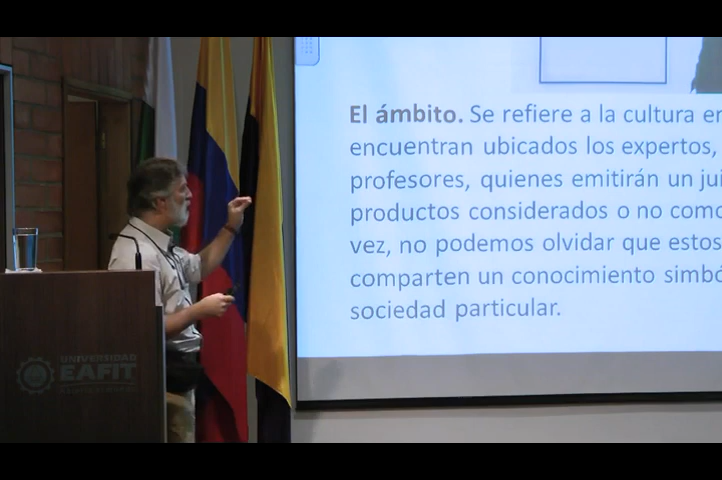 El ámbito. Se refiere a la cultura en
encuentran ubicados los expertos,
profesores, quienes emitirán un jui
productos considerados o no como
vez, no podemos olvidar que estos
comparten un conocimiento simbó
sociedad particular.
UNIVERSIDAD
EAFIT